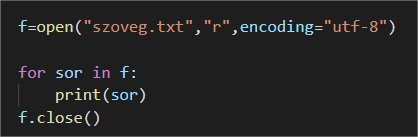 f=open("szoveg.txt","r",encoding="utf-8")
for sor in f:
    print(sor)
f.close()